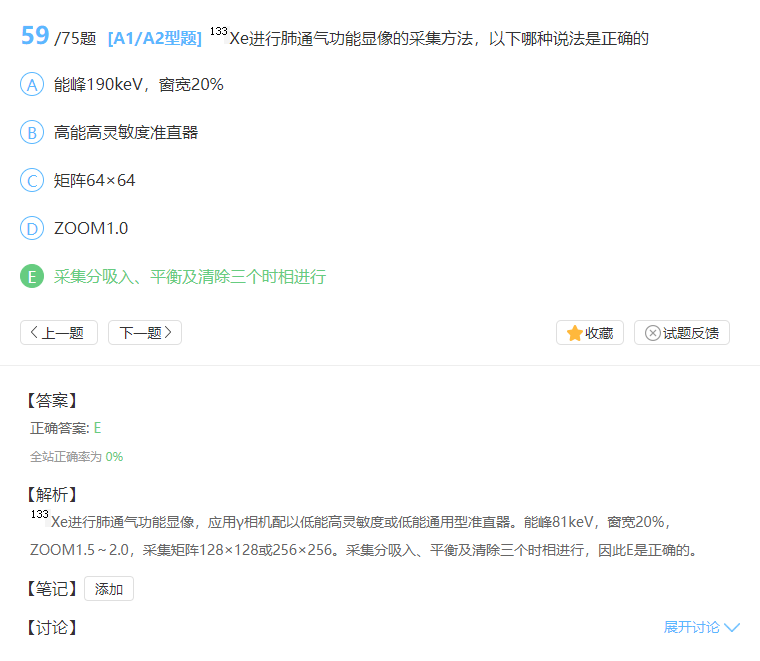 59 /75题 [A1/A2型题] ¹³³Xe进行肺通气功能显像的采集方法，以下哪种说法是正确的
A 能峰190keV，窗宽20%
B 高能高灵敏度准直器
C 矩阵64×64
D ZOOM1.0
E 采集分吸入、平衡及清除三个时相进行
上一题 下一题 收藏 试题反馈
【答案】
正确答案: E
全站正确率为 0%
【解析】
¹³³Xe进行肺通气功能显像，应用γ相机配以低能高灵敏度或低能通用型准直器。能峰81keV，窗宽20%，
ZOOM1.5～2.0，采集矩阵128×128或256×256。采集分吸入、平衡及清除三个时相进行，因此E是正确的。
【笔记】 添加
【讨论】 展开讨论